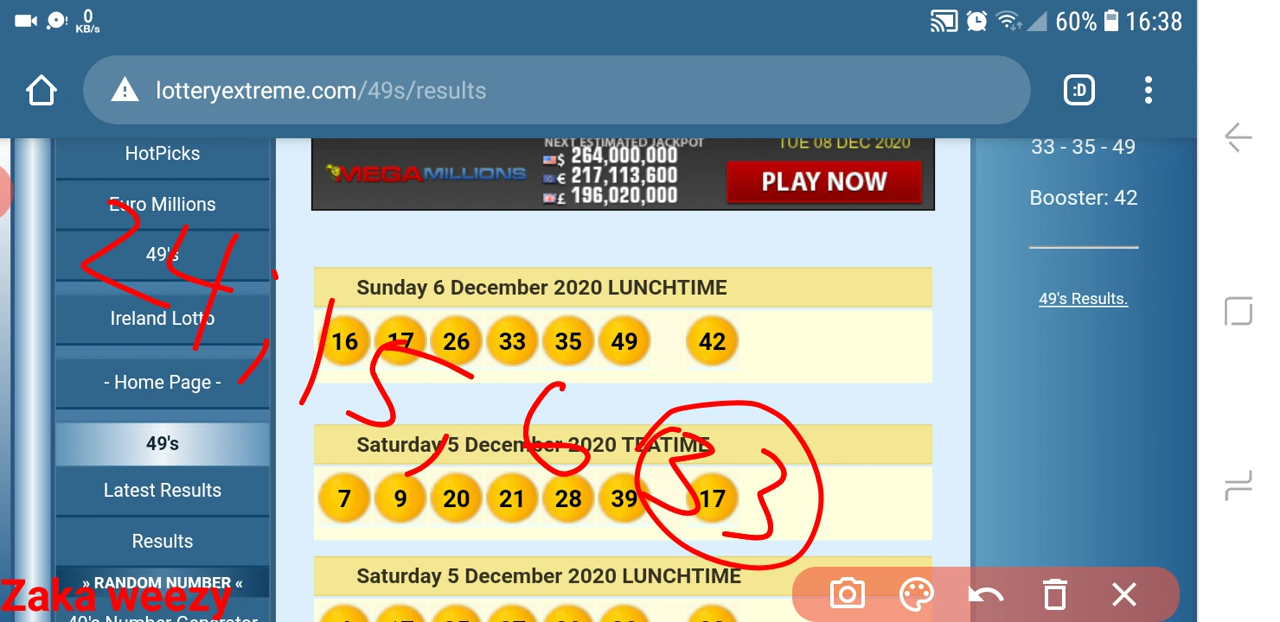 0
KB/s
60% 16:38
lotteryextreme.com/49s/results
:D
HotPicks
Euro Millions
49's
Ireland Lotto
- Home Page -
49's
Latest Results
Results
» RANDOM NUMBER «
49's Number Generator
Zaka weezy
NEXT ESTIMATED JACKPOT
TUE 08 DEC 2020
MEGAMILLIONS
$ 264,000,000
€ 217,113,600
£ 196,020,000
PLAY NOW
Sunday 6 December 2020 LUNCHTIME
16 17 26 33 35 49 42
Saturday 5 December 2020 TEATIME
7 9 20 21 28 39 17
Saturday 5 December 2020 LUNCHTIME
33 - 35 - 49
Booster: 42
49's Results.
24, 15, 6
33